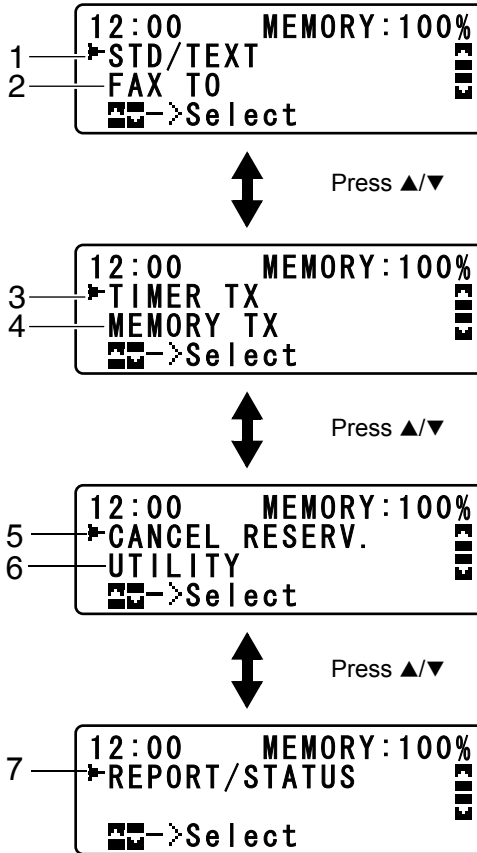 12:00 MEMORY:100%
1 STD/TEXT
2 FAX TO
▲▼->Select
Press ▲/▼
12:00 MEMORY:100%
3 TIMER TX
4 MEMORY TX
▲▼->Select
Press ▲/▼
12:00 MEMORY:100%
5 CANCEL RESERV.
6 UTILITY
▲▼->Select
Press ▲/▼
12:00 MEMORY:100%
7 REPORT/STATUS
▲▼->Select